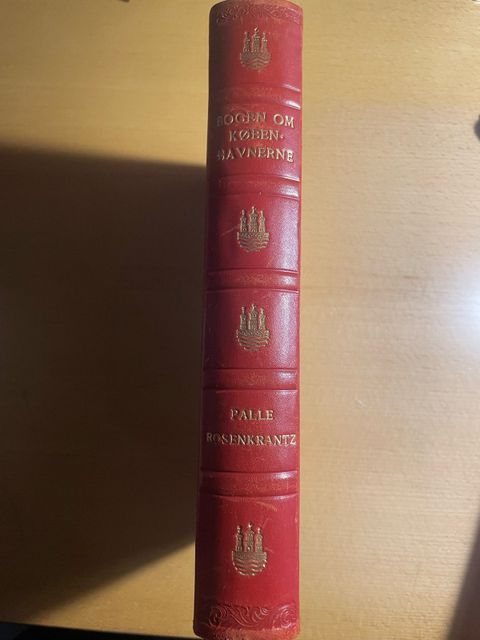 BOGEN OM
KØBEN-
HAVNERNE
PALLE
ROSENKRANTZ